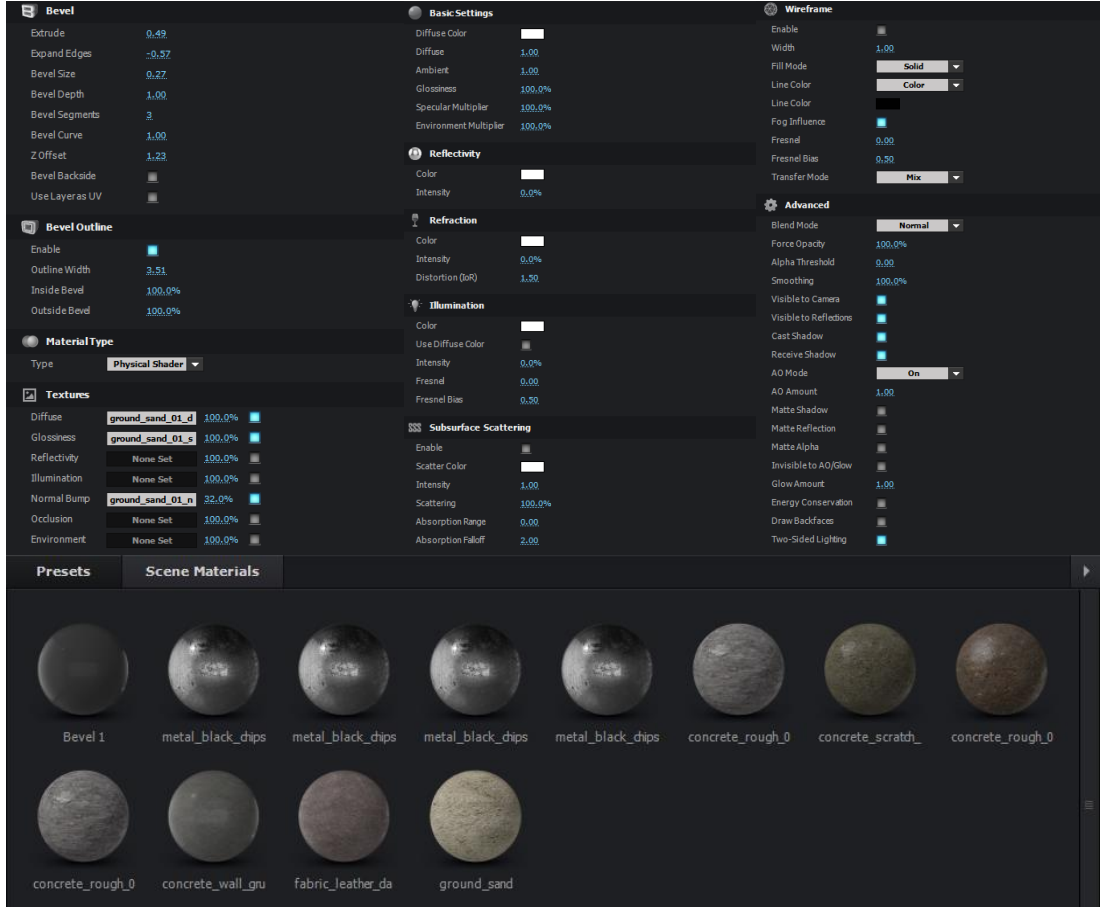 Bevel
Extrude 0.49
Expand Edges -0.57
Bevel Size 0.27
Bevel Depth 1.00
Bevel Segments 3
Bevel Curve 1.00
Z Offset 1.23
Bevel Backside
Use Layer as UV
Bevel Outline
Enable
Outline Width 3.51
Inside Bevel 100.0%
Outside Bevel 100.0%
Material Type
Type Physical Shader
Textures
Diffuse ground_sand_01_d 100.0%
Glossiness ground_sand_01_s 100.0%
Reflectivity None Set 100.0%
Illumination None Set 100.0%
Normal Bump ground_sand_01_n 32.0%
Occlusion None Set 100.0%
Environment None Set 100.0%
Basic Settings
Diffuse Color
Diffuse 1.00
Ambient 1.00
Glossiness 100.0%
Specular Multiplier 100.0%
Environment Multiplier 100.0%
Reflectivity
Color
Intensity 0.0%
Refraction
Color
Intensity 0.0%
Distortion (IoR) 1.50
Illumination
Color
Use Diffuse Color
Intensity 0.0%
Fresnel 0.00
Fresnel Bias 0.50
Subsurface Scattering
Enable
Scatter Color
Intensity 1.00
Scattering 100.0%
Absorption Range 0.00
Absorption Falloff 2.00
Wireframe
Enable
Width 1.00
Fill Mode Solid
Line Color Color
Line Color
Fog Influence
Fresnel 0.00
Fresnel Bias 0.50
Transfer Mode Mix
Advanced
Blend Mode Normal
Force Opacity 100.0%
Alpha Threshold 0.00
Smoothing 100.0%
Visible to Camera
Visible to Reflections
Cast Shadow
Receive Shadow
AO Mode On
AO Amount 1.00
Matte Shadow
Matte Reflection
Matte Alpha
Invisible to AO/Glow
Glow Amount 1.00
Energy Conservation
Draw Backfaces
Two-Sided Lighting
Presets Scene Materials
Bevel 1 metal_black_chips metal_black_chips metal_black_chips metal_black_chips concrete_rough_0 concrete_scratch_ concrete_rough_0
concrete_rough_0 concrete_wall_gru fabric_leather_da ground_sand